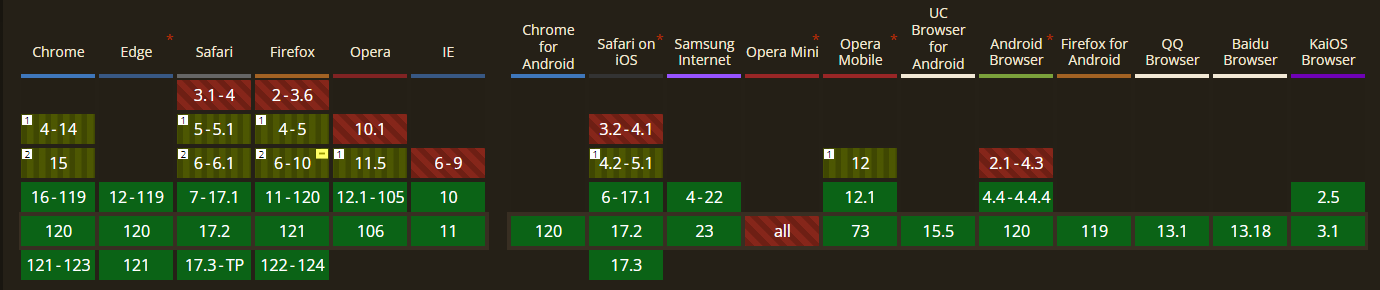 Chrome Edge * Safari Firefox Opera IE Chrome for Android Safari on iOS * Samsung Internet Opera Mini * Opera Mobile * UC Browser for Android Android Browser * Firefox for Android QQ Browser Baidu Browser KaiOS Browser
3.1-4 2-3.6
1 4-14 1 5-5.1 1 4-5 10.1 3.2-4.1
2 15 2 6-6.1 2 6-10 – 1 11.5 6-9 1 4.2-5.1 1 12 2.1-4.3
16-119 12-119 7-17.1 11-120 12.1-105 10 6-17.1 4-22 12.1 4.4-4.4.4 2.5
120 120 17.2 121 106 11 120 17.2 23 all 73 15.5 120 119 13.1 13.18 3.1
121-123 121 17.3-TP 122-124 17.3